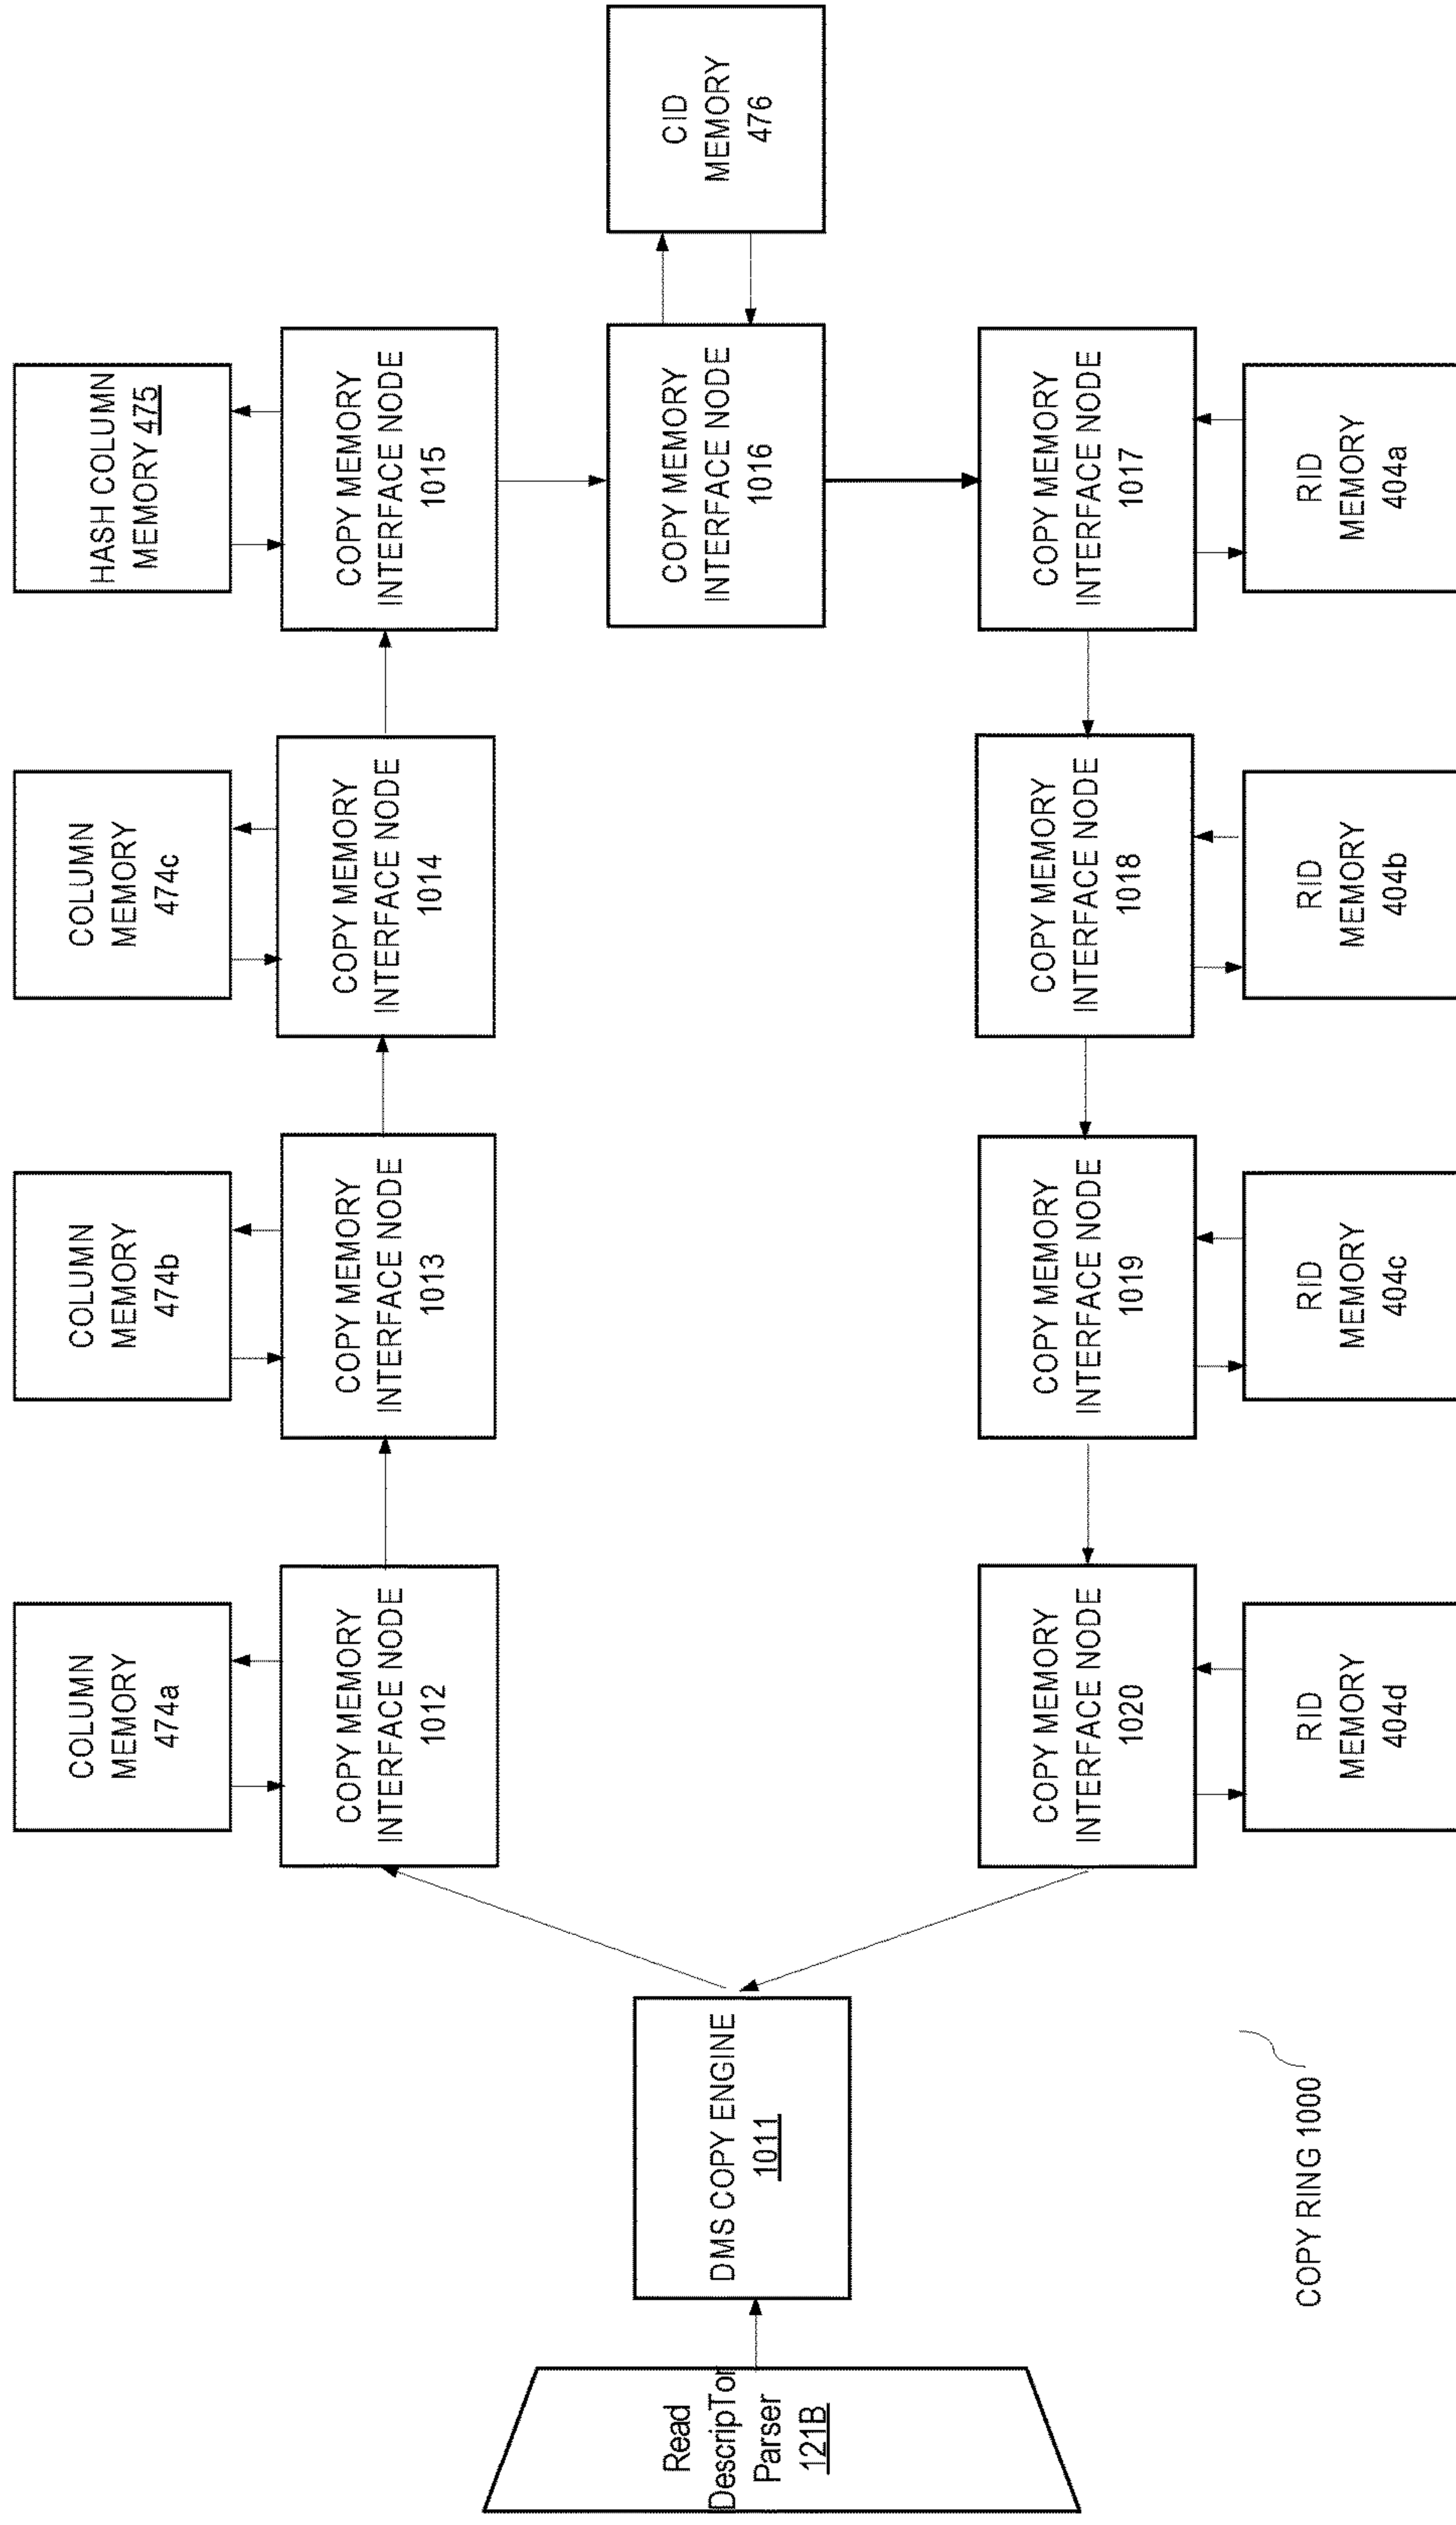 COLUMN
MEMORY
474a
COLUMN
MEMORY
474b
COLUMN
MEMORY
474c
HASH COLUMN
MEMORY 475
COPY MEMORY
INTERFACE NODE
1012
COPY MEMORY
INTERFACE NODE
1013
COPY MEMORY
INTERFACE NODE
1014
COPY MEMORY
INTERFACE NODE
1015
Read
DescripTor
Parser
121B
DMS COPY ENGINE
1011
COPY MEMORY
INTERFACE NODE
1016
CID
MEMORY
476
COPY MEMORY
INTERFACE NODE
1020
COPY MEMORY
INTERFACE NODE
1019
COPY MEMORY
INTERFACE NODE
1018
COPY MEMORY
INTERFACE NODE
1017
RID
MEMORY
404d
RID
MEMORY
404c
RID
MEMORY
404b
RID
MEMORY
404a
COPY RING 1000